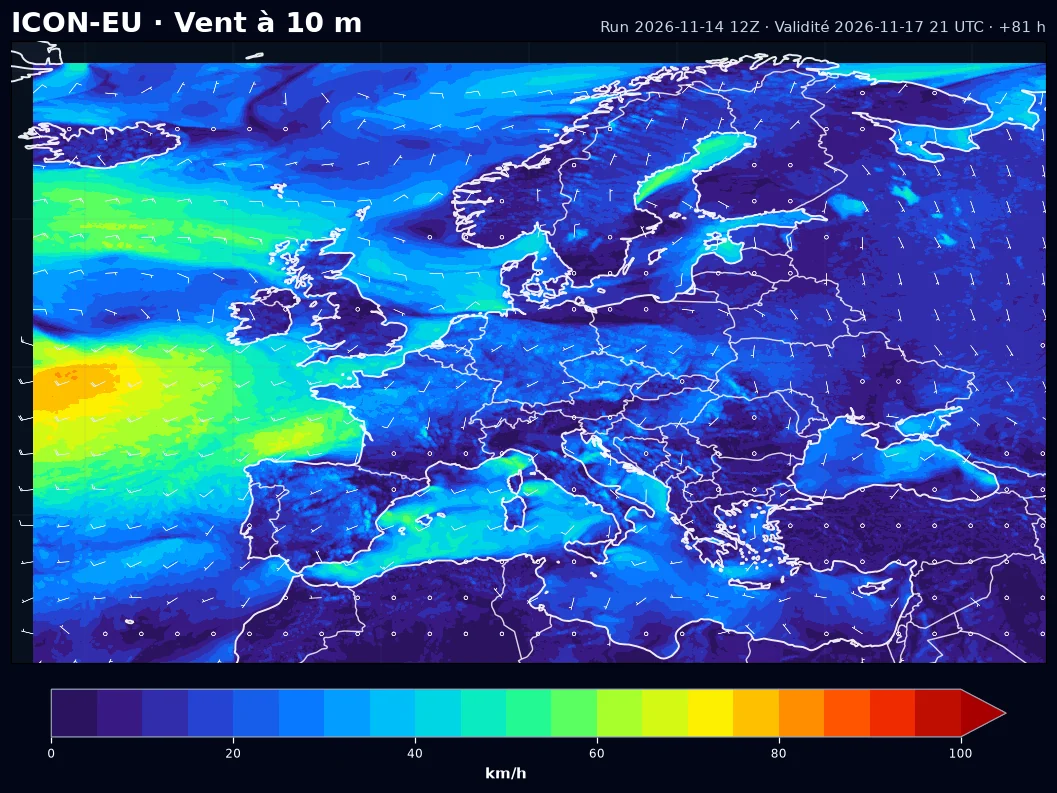 ICON-EU · Vent à 10 m
Run 2026-11-14 12Z · Validité 2026-11-17 21 UTC · +81 h
0 20 40 60 80 100
km/h